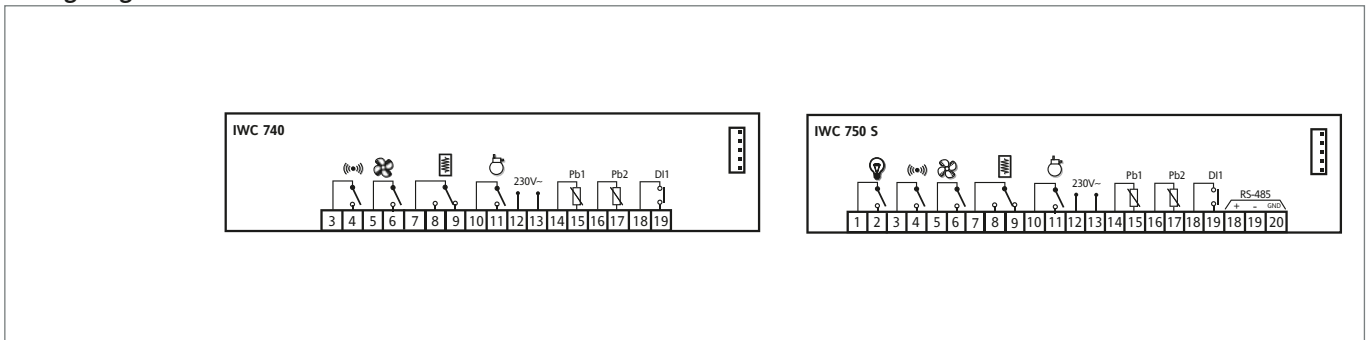 IWC 740
230V~
Pb1 Pb2 DI1
3 4 5 6 7 8 9 10 11 12 13 14 15 16 17 18 19
IWC 750 S
230V~
Pb1 Pb2 DI1
RS-485
+ - GND
1 2 3 4 5 6 7 8 9 10 11 12 13 14 15 16 17 18 19 18 19 20